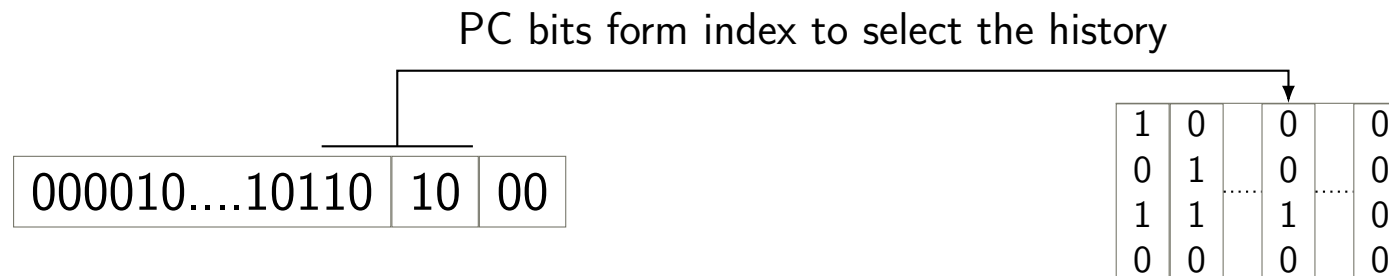 PC bits form index to select the history
000010....10110 10 00
1 0 0 0
0 1 0 0
1 1 1 0
0 0 0 0